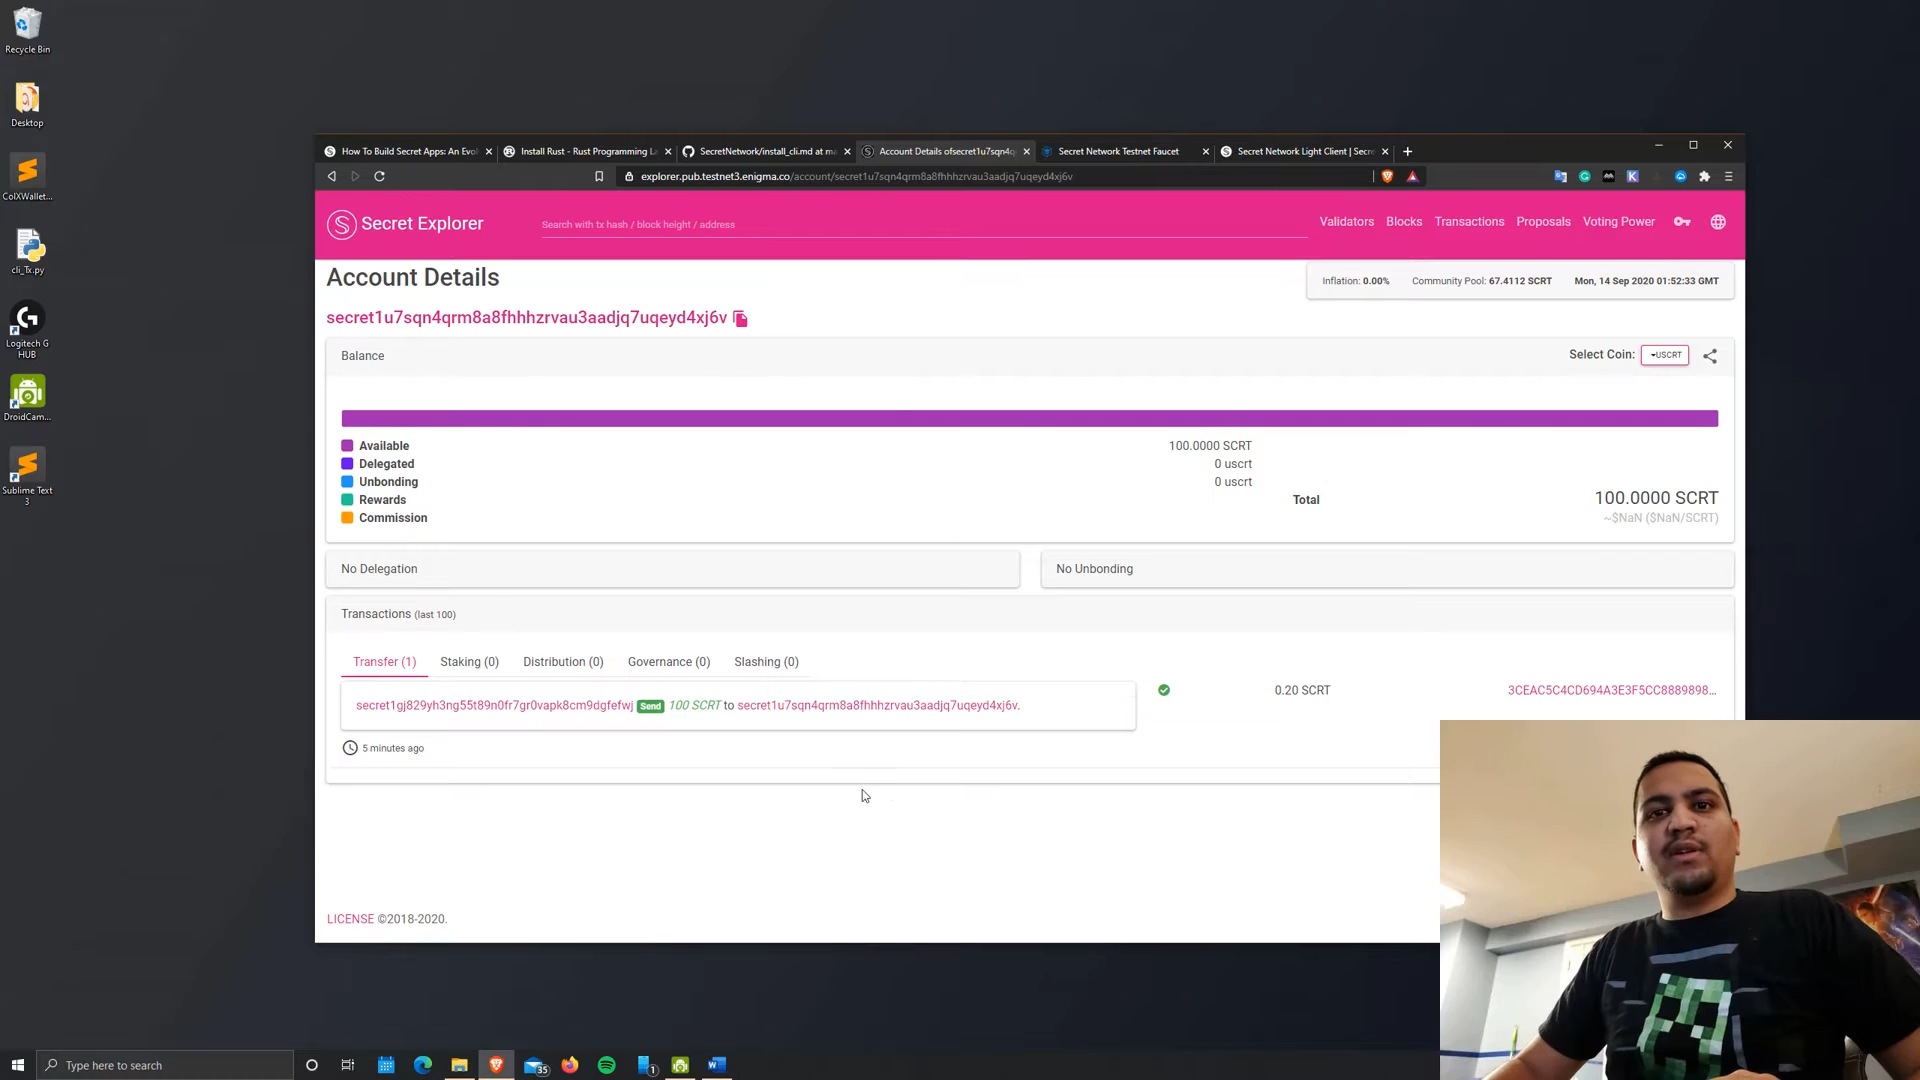 Recycle Bin
Desktop
ColXWallet...
cli_Tx.py
Logitech G
HUB
DroidCam...
Sublime Text
3
How To Build Secret Apps: An Evol
Install Rust - Rust Programming La
SecretNetwork/install_cli.md at ma
Account Details ofsecret1u7sqn4q
Secret Network Testnet Faucet
Secret Network Light Client | Secre
explorer.pub.testnet3.enigma.co/account/secret1u7sqn4qrm8a8fhhhzrvau3aadjq7uqeyd4xj6v
Secret Explorer
Search with tx hash / block height / address
Validators Blocks Transactions Proposals Voting Power
Account Details
Inflation: 0.00% Community Pool: 67.4112 SCRT Mon, 14 Sep 2020 01:52:33 GMT
secret1u7sqn4qrm8a8fhhhzrvau3aadjq7uqeyd4xj6v
Balance
Select Coin: USCRT
Available 100.0000 SCRT
Delegated 0 uscrt
Unbonding 0 uscrt
Rewards
Commission
Total 100.0000 SCRT
~$NaN ($NaN/SCRT)
No Delegation
No Unbonding
Transactions (last 100)
Transfer (1) Staking (0) Distribution (0) Governance (0) Slashing (0)
secret1gj829yh3ng55t89n0fr7gr0vapk8cm9dgfefwj Send 100 SCRT to secret1u7sqn4qrm8a8fhhhzrvau3aadjq7uqeyd4xj6v.
0.20 SCRT
3CEAC5C4CD694A3E3F5CC8889898...
5 minutes ago
LICENSE ©2018-2020.
Type here to search
35
1